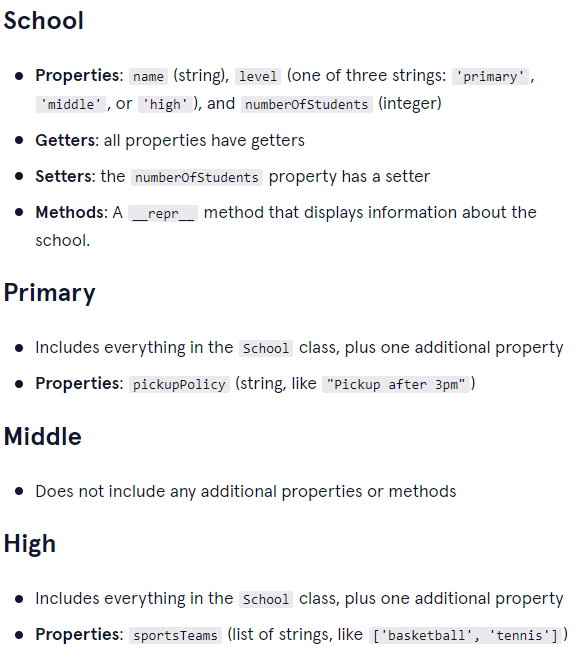 School
Properties: name (string), level (one of three strings: 'primary',
'middle', or 'high'), and numberOfStudents (integer)
Getters: all properties have getters
Setters: the numberOfStudents property has a setter
Methods: A __repr__ method that displays information about the
school.
Primary
Includes everything in the School class, plus one additional property
Properties: pickupPolicy (string, like "Pickup after 3pm")
Middle
Does not include any additional properties or methods
High
Includes everything in the School class, plus one additional property
Properties: sportsTeams (list of strings, like ['basketball', 'tennis'])